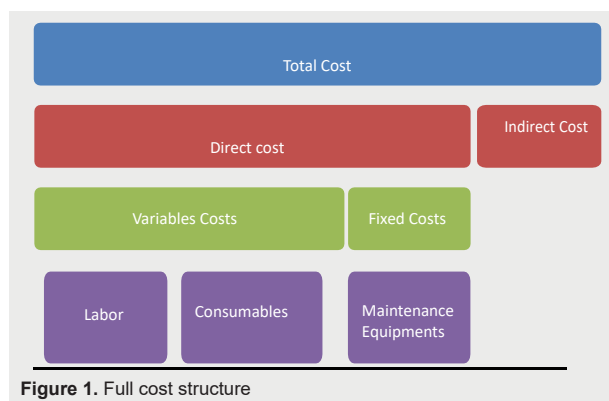 Total Cost
Direct cost
Indirect Cost
Variables Costs
Fixed Costs
Labor
Consumables
Maintenance
Equipments
Figure 1. Full cost structure